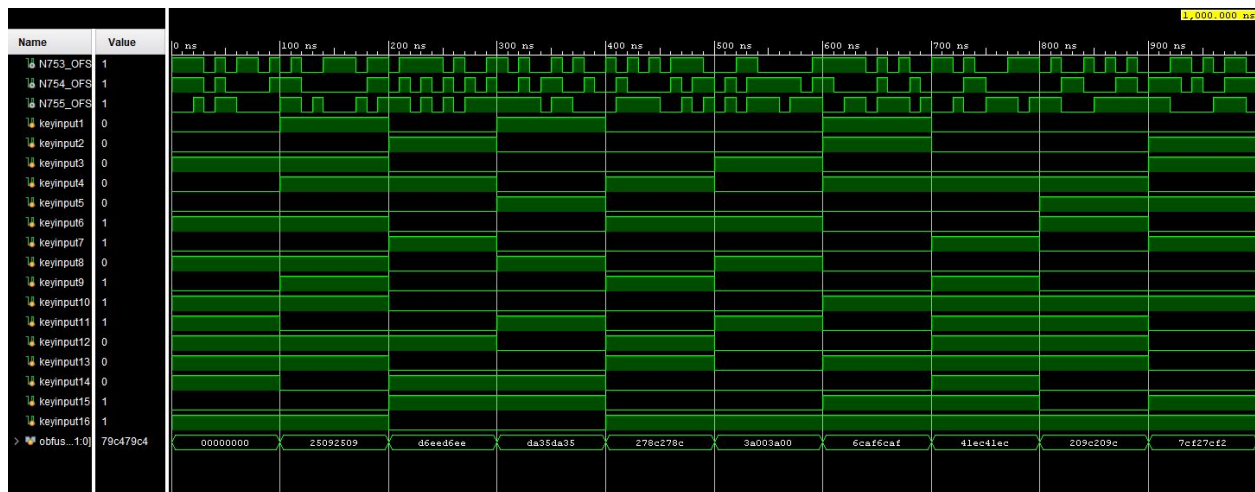 1,000.000 ns
Name Value 0 ns 100 ns 200 ns 300 ns 400 ns 500 ns 600 ns 700 ns 800 ns 900 ns
N753_OFS 1
N754_OFS 1
N755_OFS 1
keyinput1 0
keyinput2 0
keyinput3 0
keyinput4 0
keyinput5 0
keyinput6 1
keyinput7 1
keyinput8 0
keyinput9 1
keyinput10 1
keyinput11 1
keyinput12 0
keyinput13 0
keyinput14 0
keyinput15 1
keyinput16 1
obfus...1:0] 79c479c4 00000000 25092509 d6eed6ee da35da35 278c278c 3a003a00 6caf6caf 41ec41ec 209c209c 7cf27cf2